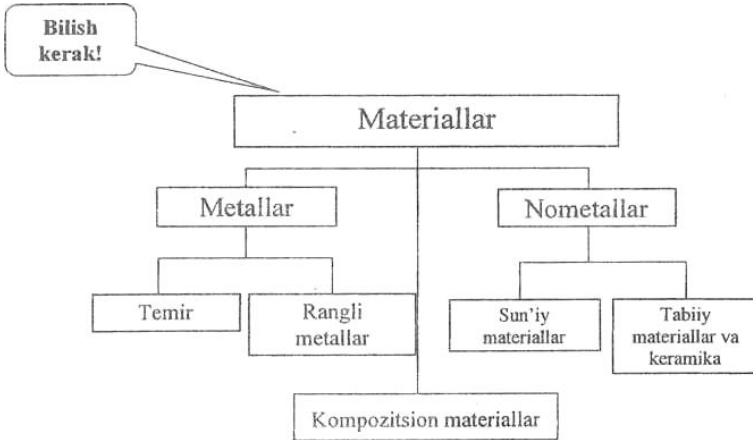 Bilish
kerak!
Materiallar
Metallar
Nometallar
Temir
Rangli
metallar
Sun'iy
materiallar
Tabiiy
materiallar va
keramika
Kompozitsion materiallar